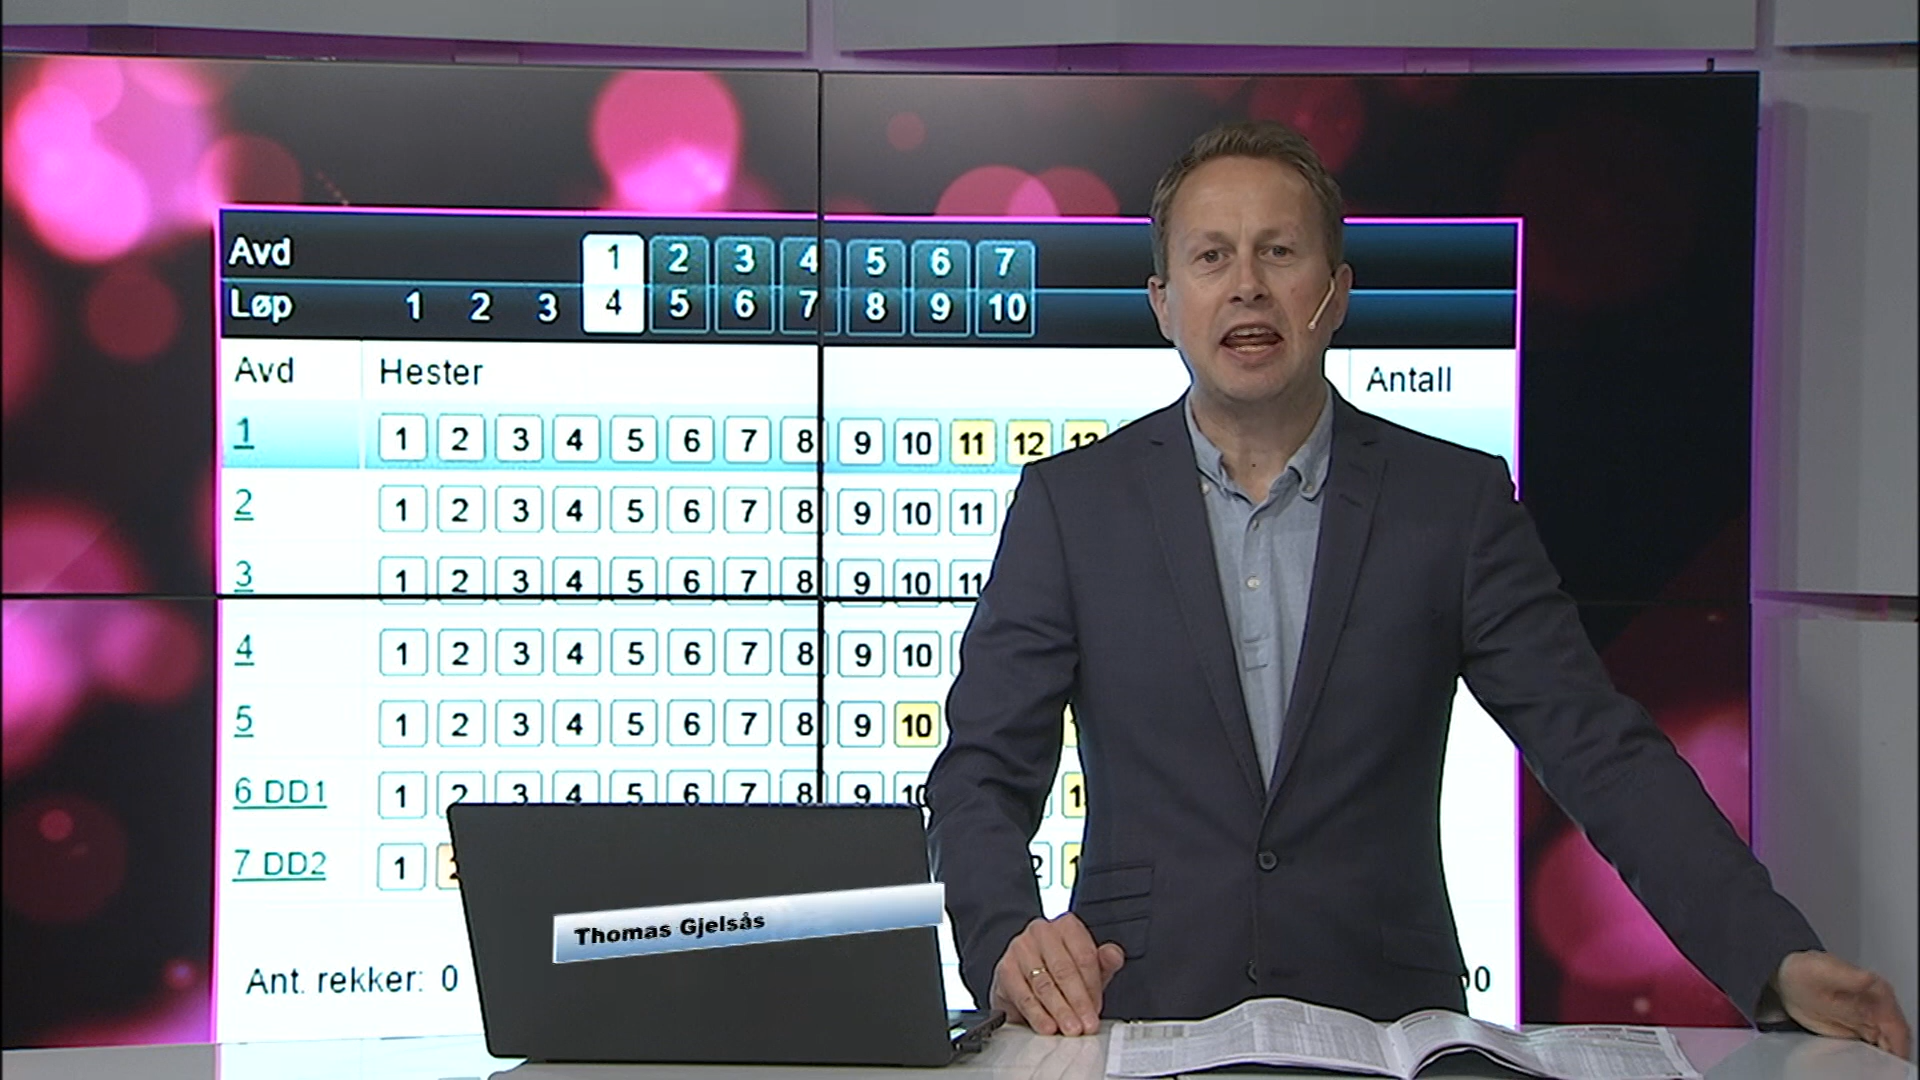 Avd 1 2 3 4 5 6 7
Løp 1 2 3 4 5 6 7 8 9 10
Avd Hester Antall
1 1 2 3 4 5 6 7 8 9 10 11 12 13
2 1 2 3 4 5 6 7 8 9 10 11
3 1 2 3 4 5 6 7 8 9 10 11
4 1 2 3 4 5 6 7 8 9 10
5 1 2 3 4 5 6 7 8 9 10
6 DD1 1 2 3 4 5 6 7 8 9 10
7 DD2 1
Thomas Gjelsås
Ant. rekker: 0